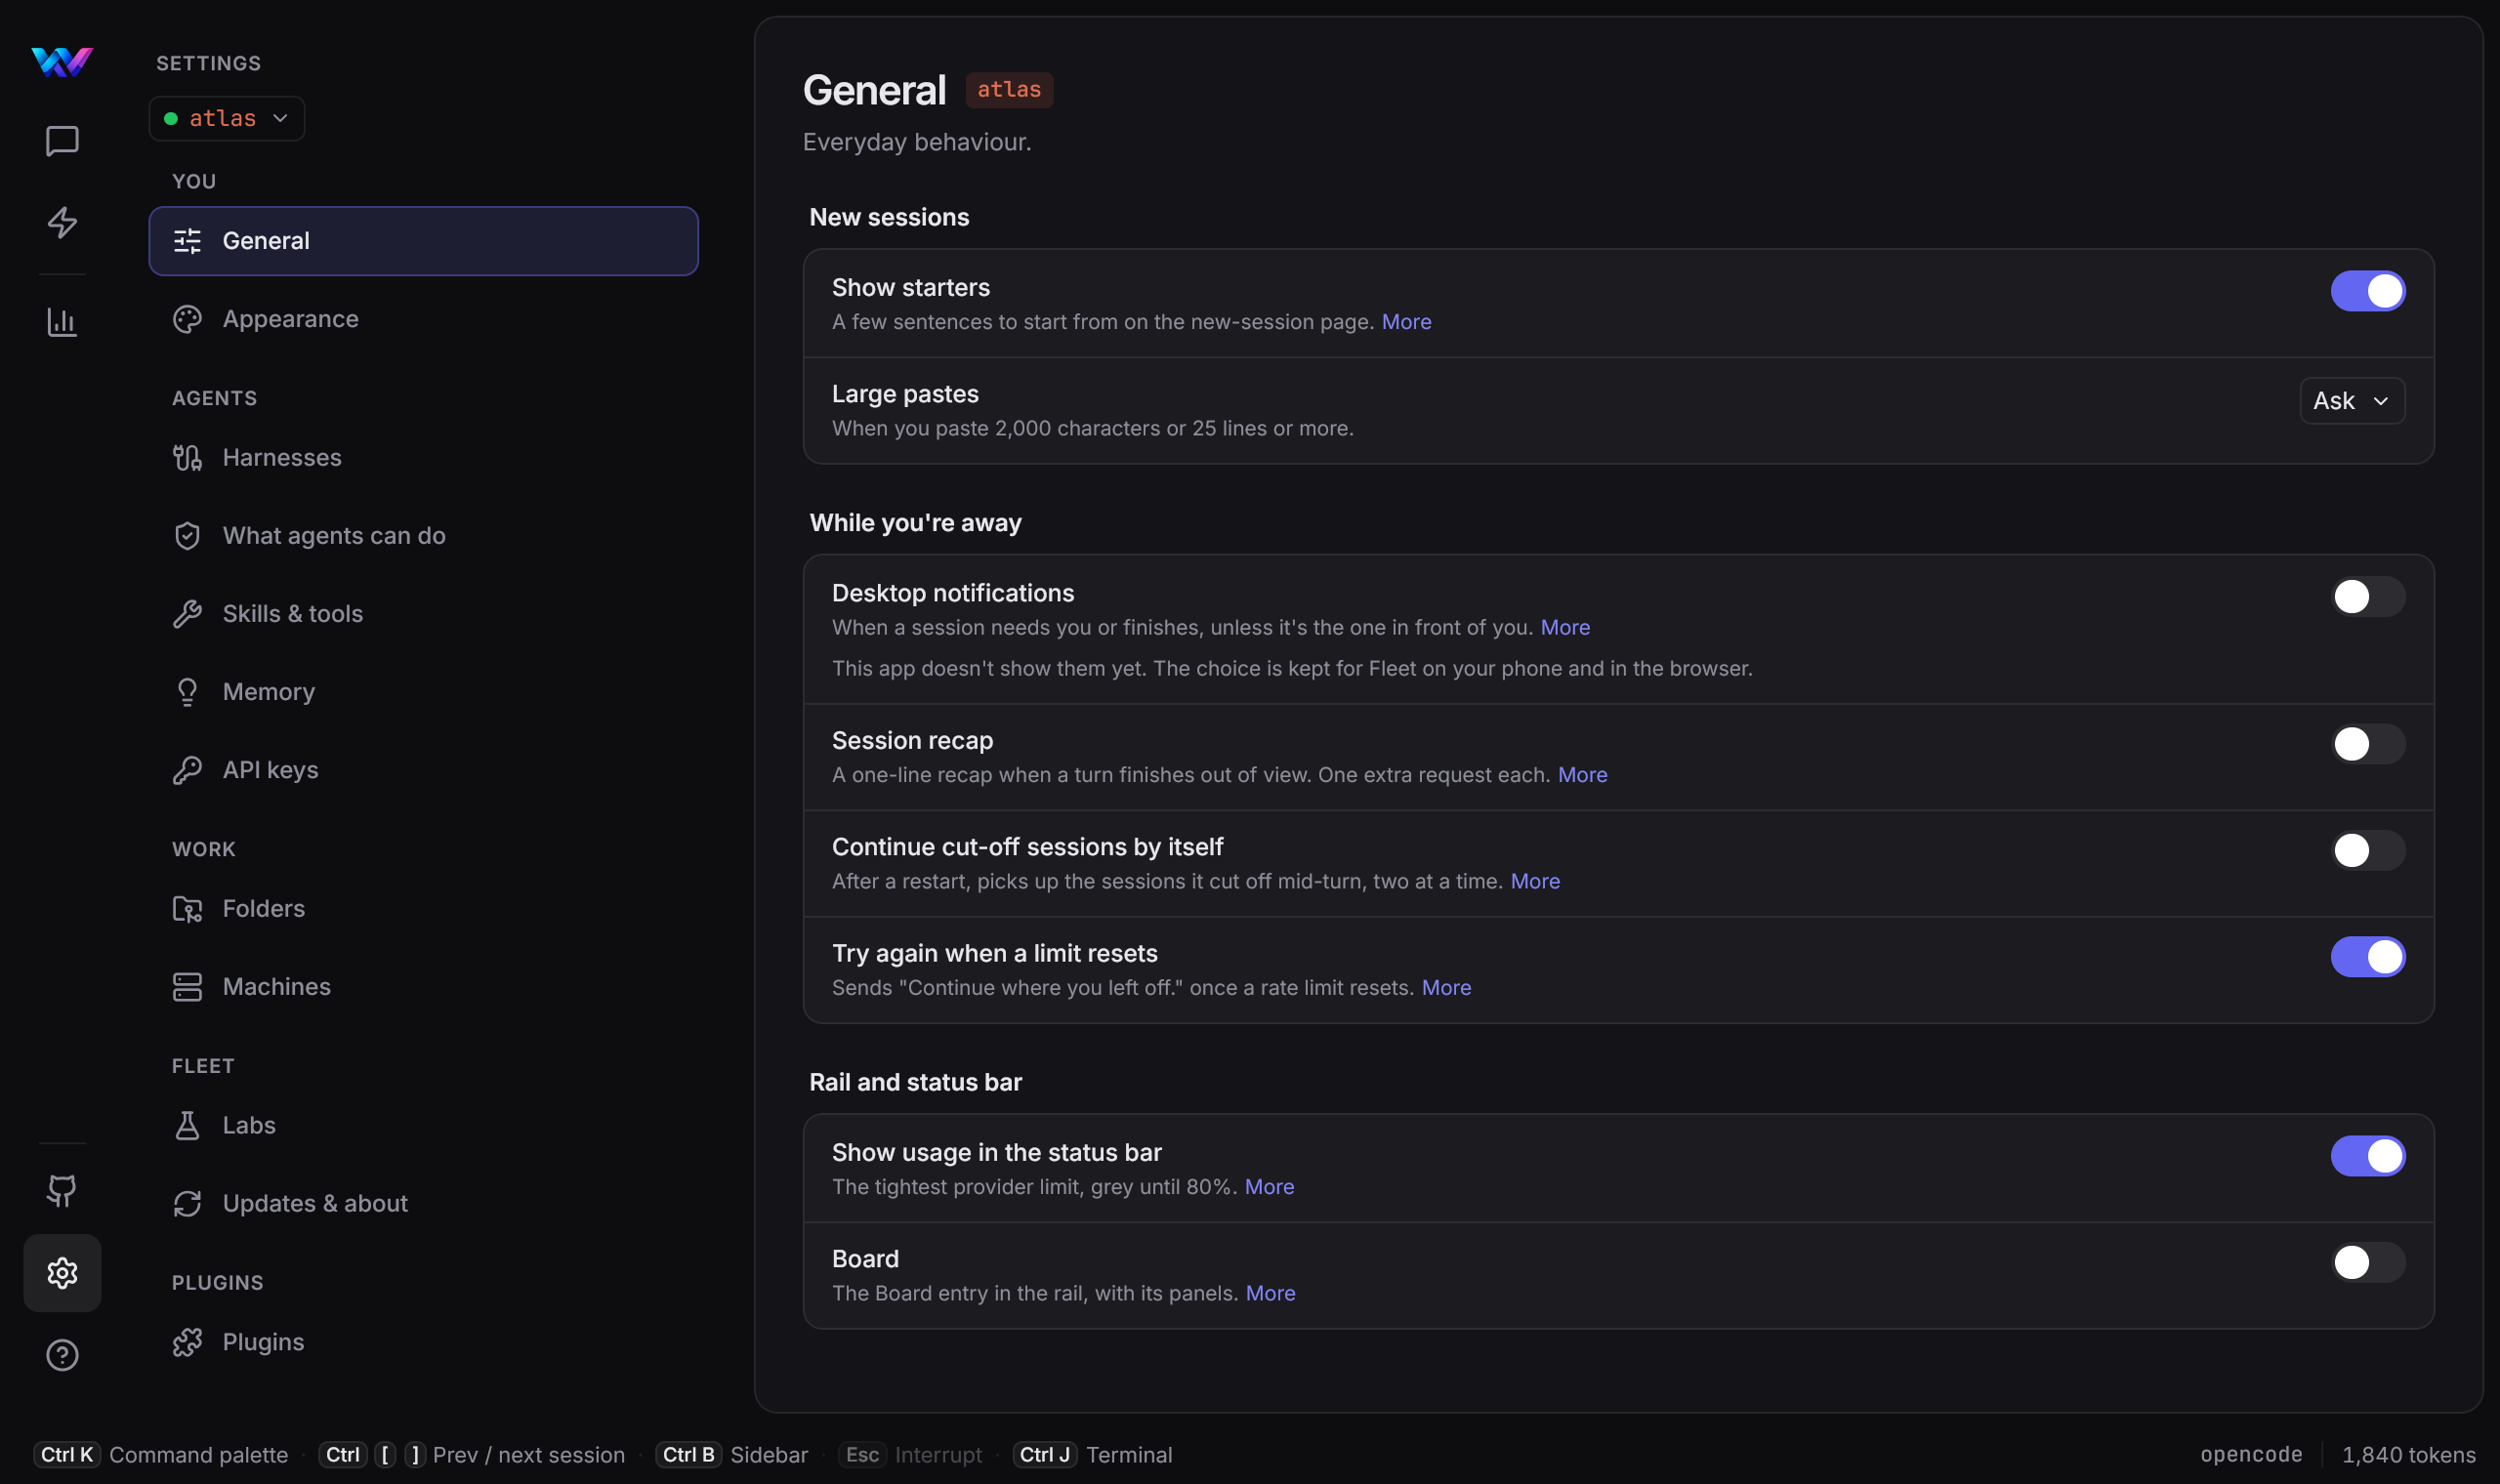 SETTINGS
atlas
YOU
General
Appearance
AGENTS
Harnesses
What agents can do
Skills & tools
Memory
API keys
WORK
Folders
Machines
FLEET
Labs
Updates & about
PLUGINS
Plugins
General atlas
Everyday behaviour.
New sessions
Show starters
A few sentences to start from on the new-session page. More
Large pastes
When you paste 2,000 characters or 25 lines or more.
Ask
While you're away
Desktop notifications
When a session needs you or finishes, unless it's the one in front of you. More
This app doesn't show them yet. The choice is kept for Fleet on your phone and in the browser.
Session recap
A one-line recap when a turn finishes out of view. One extra request each. More
Continue cut-off sessions by itself
After a restart, picks up the sessions it cut off mid-turn, two at a time. More
Try again when a limit resets
Sends "Continue where you left off." once a rate limit resets. More
Rail and status bar
Show usage in the status bar
The tightest provider limit, grey until 80%. More
Board
The Board entry in the rail, with its panels. More
Ctrl K Command palette · Ctrl [ ] Prev / next session · Ctrl B Sidebar · Esc Interrupt · Ctrl J Terminal
opencode 1,840 tokens